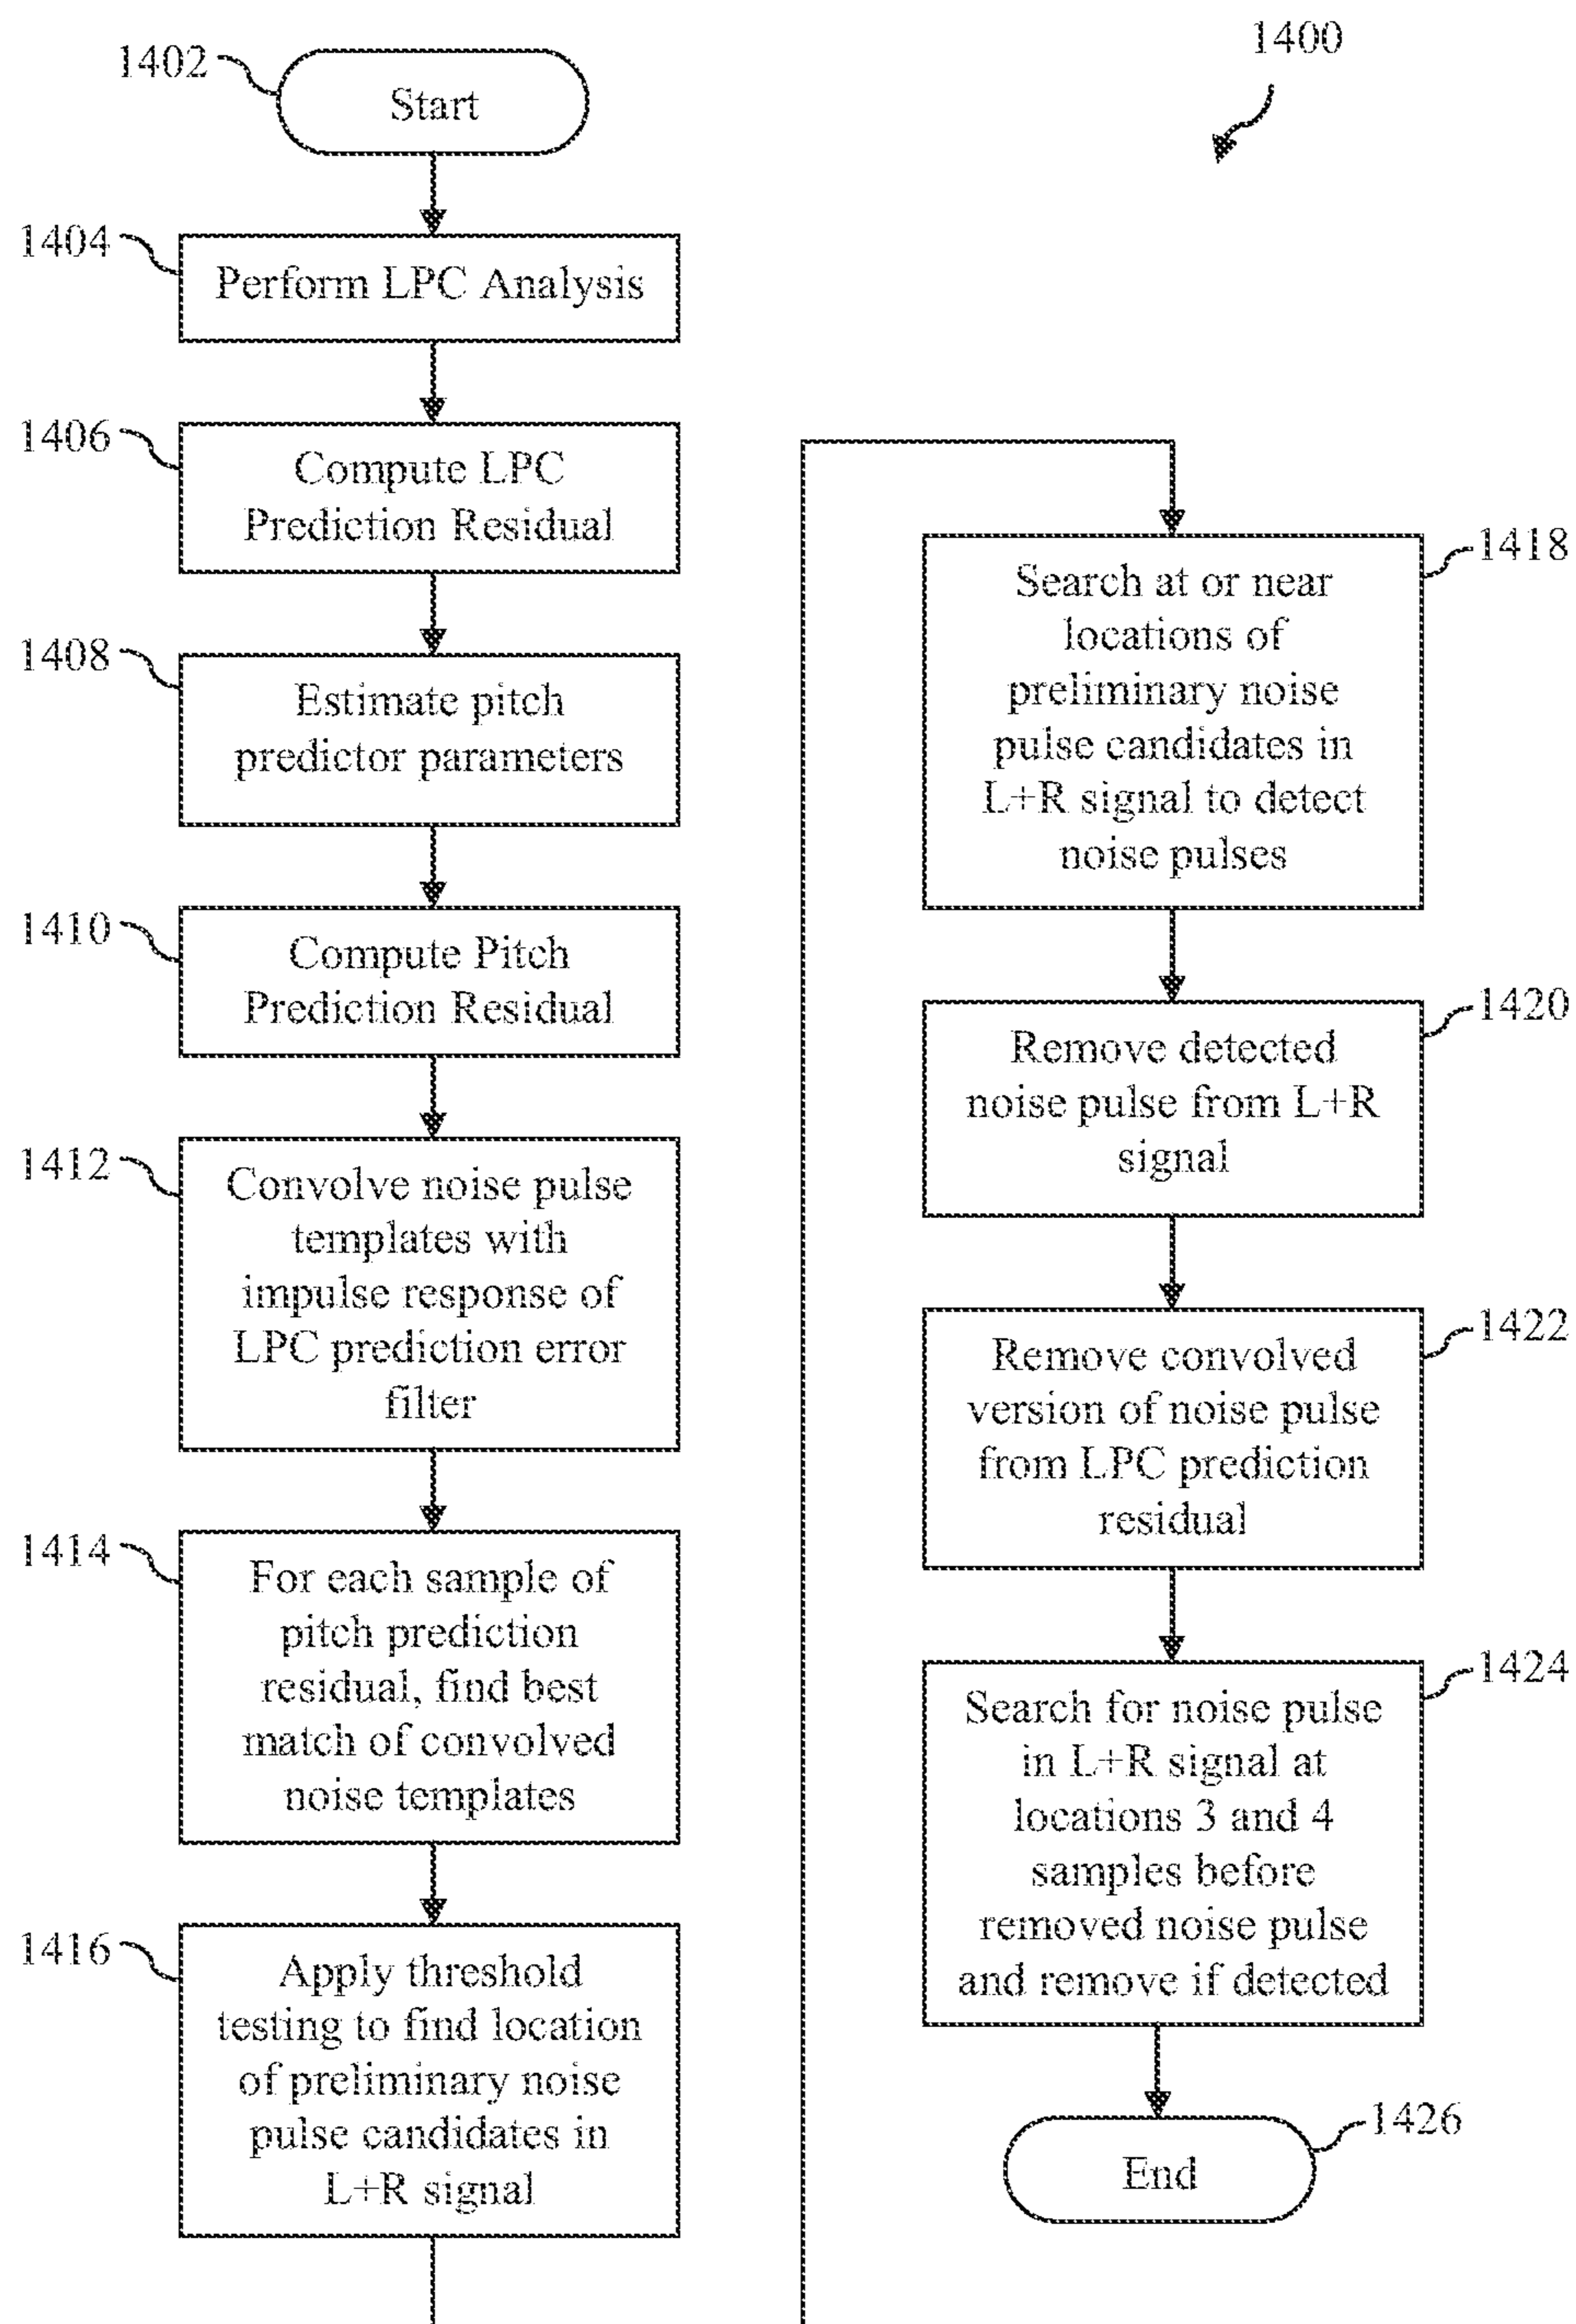 1400
1402
Start
1404
Perform LPC Analysis
1406
Compute LPC
Prediction Residual
1408
Estimate pitch
predictor parameters
1410
Compute Pitch
Prediction Residual
1412
Convolve noise pulse
templates with
impulse response of
LPC prediction error
filter
1414
For each sample of
pitch prediction
residual, find best
match of convolved
noise templates
1416
Apply threshold
testing to find location
of preliminary noise
pulse candidates in
L+R signal
1418
Search at or near
locations of
preliminary noise
pulse candidates in
L+R signal to detect
noise pulses
1420
Remove detected
noise pulse from L+R
signal
1422
Remove convolved
version of noise pulse
from LPC prediction
residual
1424
Search for noise pulse
in L+R signal at
locations 3 and 4
samples before
removed noise pulse
and remove if detected
1426
End